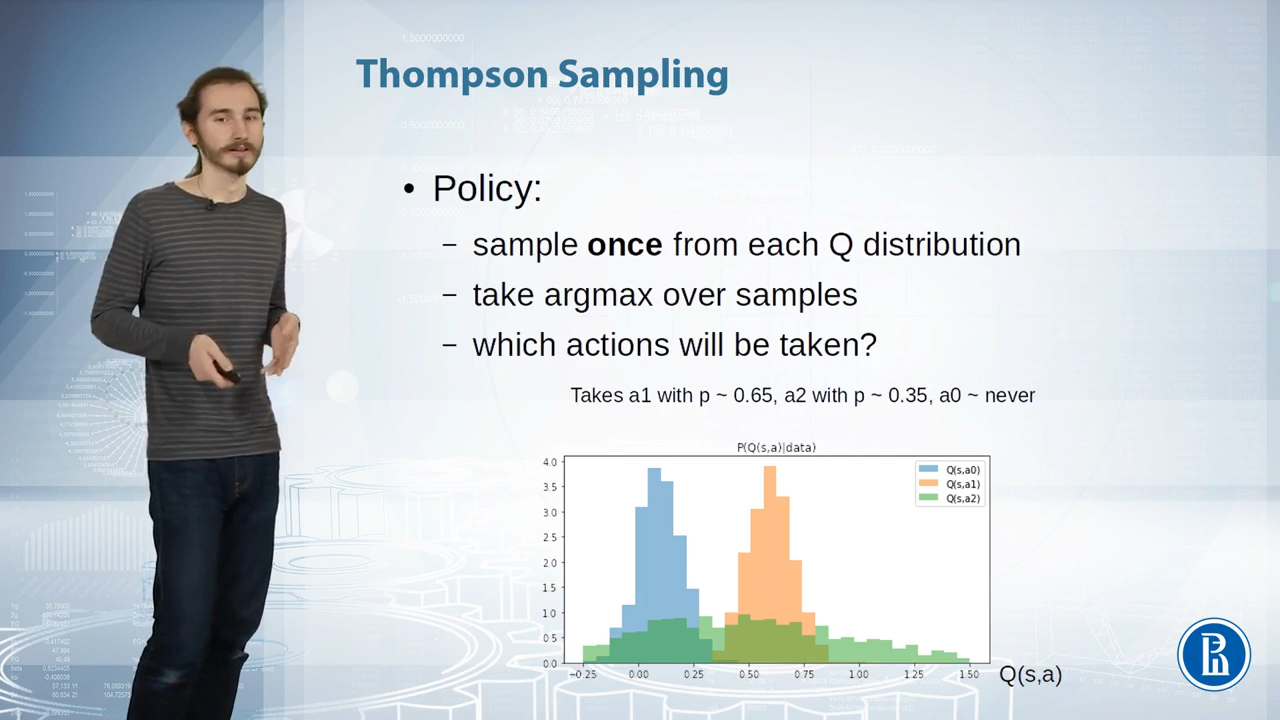 Thompson Sampling
• Policy:
– sample once from each Q distribution
– take argmax over samples
– which actions will be taken?
Takes a1 with p ~ 0.65, a2 with p ~ 0.35, a0 ~ never
P(Q(s,a)|data)
4.0
3.5
3.0
2.5
2.0
1.5
1.0
0.5
0.0
Q(s,a0)
Q(s,a1)
Q(s,a2)
−0.25 0.00 0.25 0.50 0.75 1.00 1.25 1.50
Q(s,a)